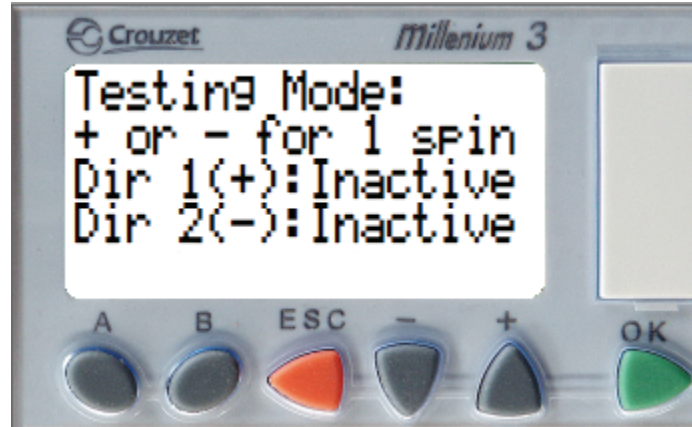 Crouzet
Millenium 3
Testing Mode:
+ or - for 1 spin
Dir 1(+):Inactive
Dir 2(-):Inactive
A B ESC - + OK